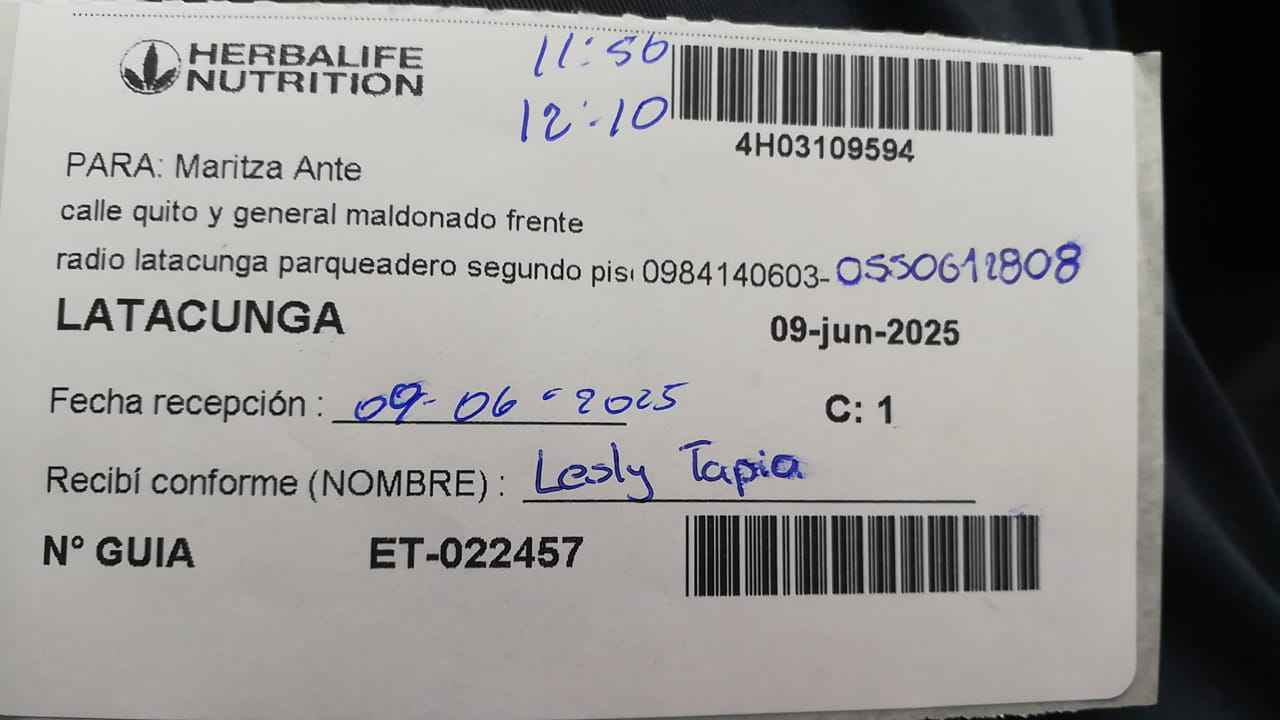 HERBALIFE
NUTRITION
11:56
12:10
4H03109594
PARA: Maritza Ante
calle quito y general maldonado frente
radio latacunga parqueadero segundo pis 0984140603-0550612808
LATACUNGA
09-jun-2025
Fecha recepción : 09-06-2025
C: 1
Recibí conforme (NOMBRE) : Lesly Tapia
N° GUIA ET-022457